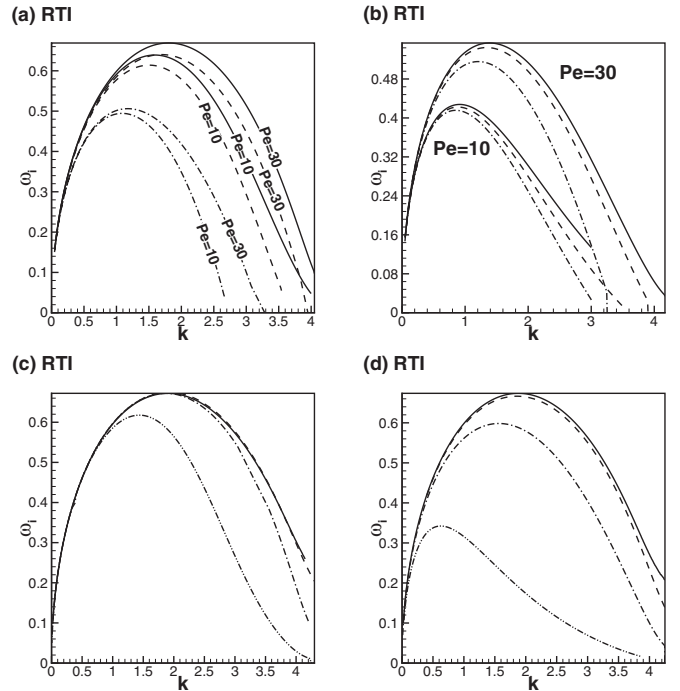 (a) RTI
(b) RTI
0.6
0.5
0.4
0.3
0.2
0.1
0
ωi
Pe=10
Pe=10
Pe=30
Pe=30
Pe=10
Pe=30
0.5 1 1.5 2 2.5 3 3.5 4
k
0.48
0.4
0.32
0.24
0.16
0.08
0
ωi
Pe=30
Pe=10
0 1 2 3 4
k
(c) RTI
(d) RTI
0.6
0.5
0.4
0.3
0.2
0.1
0
ωi
0 0.5 1 1.5 2 2.5 3 3.5 4
k
0.6
0.5
0.4
0.3
0.2
0.1
0
ωi
0 0.5 1 1.5 2 2.5 3 3.5 4
k